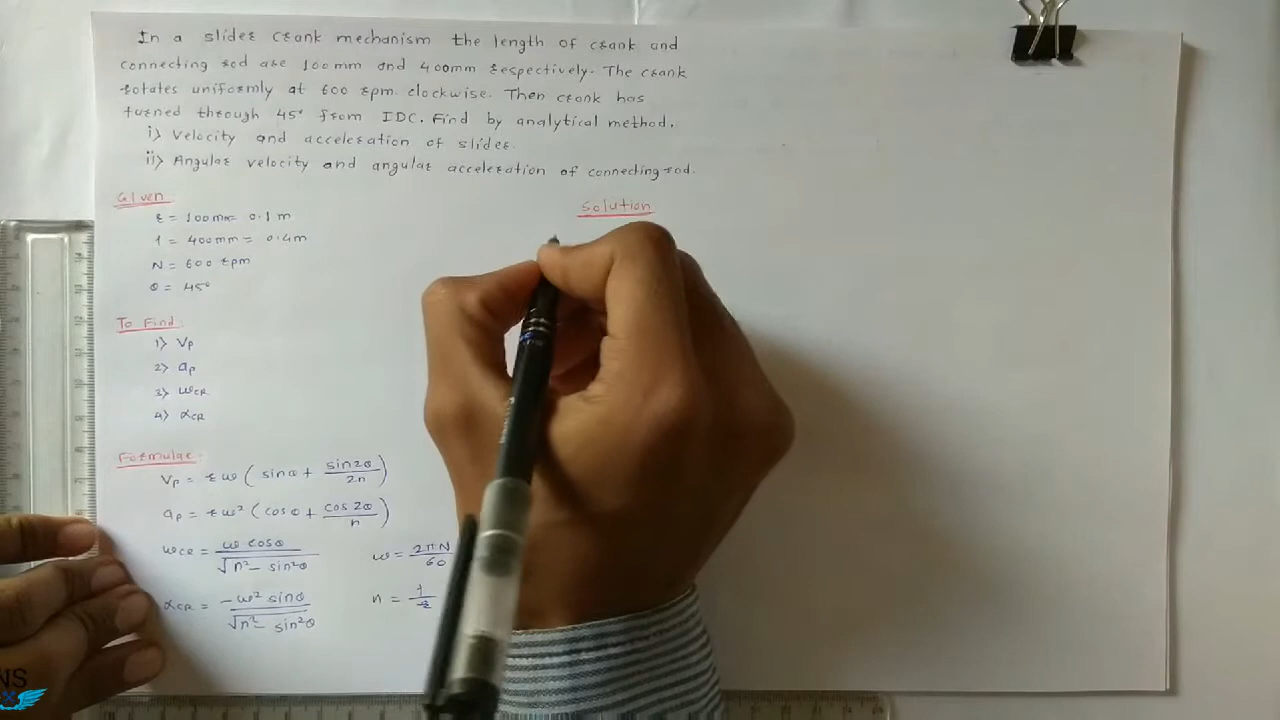 In a slider crank mechanism the length of crank and
connecting rod are 100mm and 400mm respectively. The crank
rotates uniformly at 600 rpm clockwise. Then crank has
turned through 45° from IDC. Find by analytical method.
i) Velocity and acceleration of slider.
ii) Angular velocity and angular acceleration of connecting rod.
Given
r = 100mm = 0.1 m
l = 400mm = 0.4m
N = 600 rpm
θ = 45°
To Find:
1) Vp
2) ap
3) ωCR
4) αCR
Formulae:
Vp = rω ( sinθ + sin2θ/2n )
ap = rω² ( cosθ + cos 2θ/n )
ωCR = ω cosθ/√n² - sin²θ
αCR = -ω² sinθ/√n² - sin²θ
ω = 2πN/60
n = l/r
Solution
NS